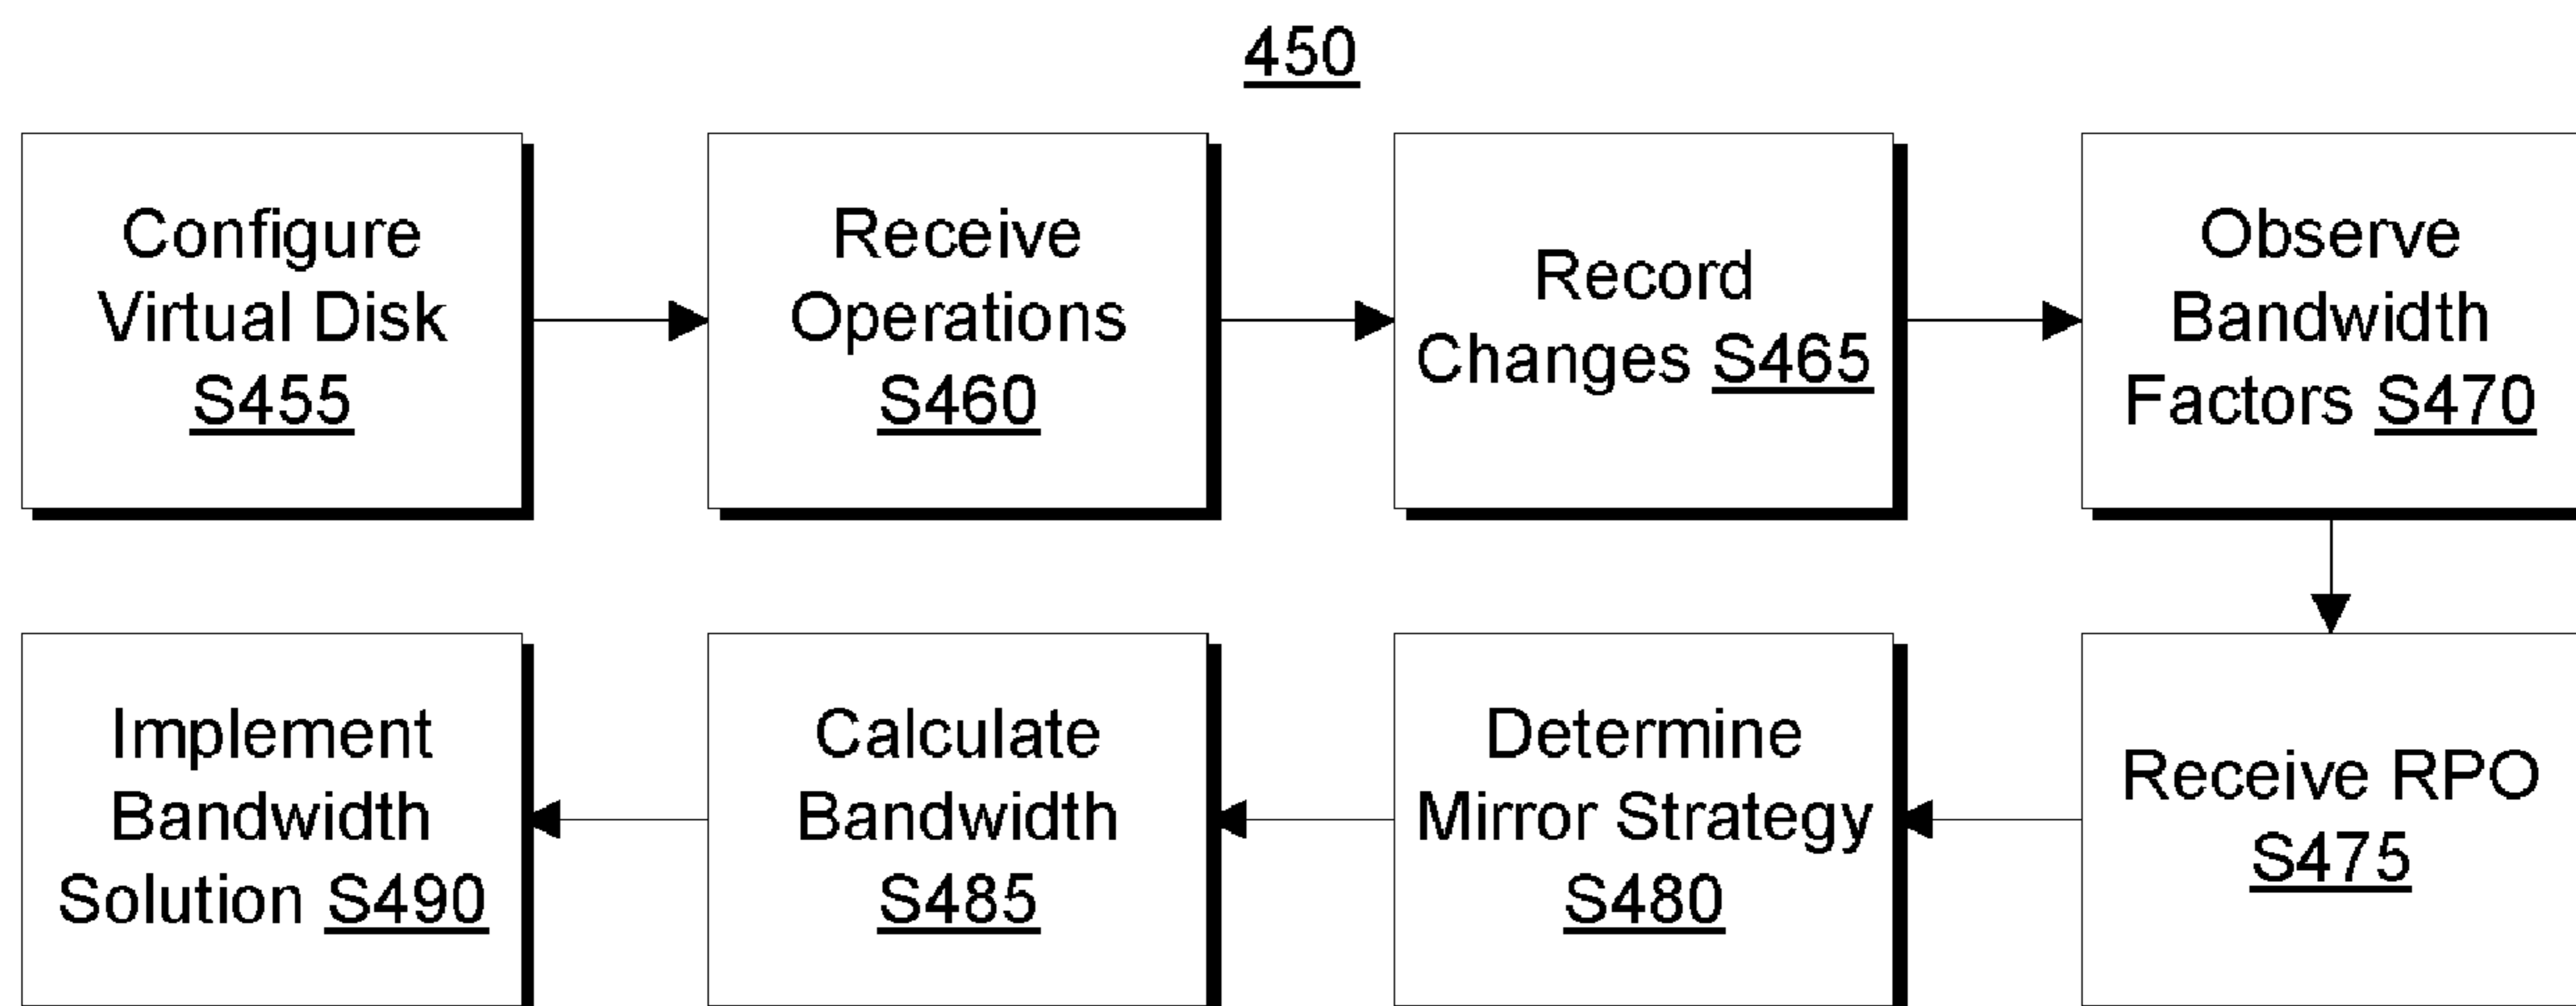 450
Configure
Virtual Disk
S455
Receive
Operations
S460
Record
Changes S465
Observe
Bandwidth
Factors S470
Receive RPO
S475
Determine
Mirror Strategy
S480
Calculate
Bandwidth
S485
Implement
Bandwidth
Solution S490